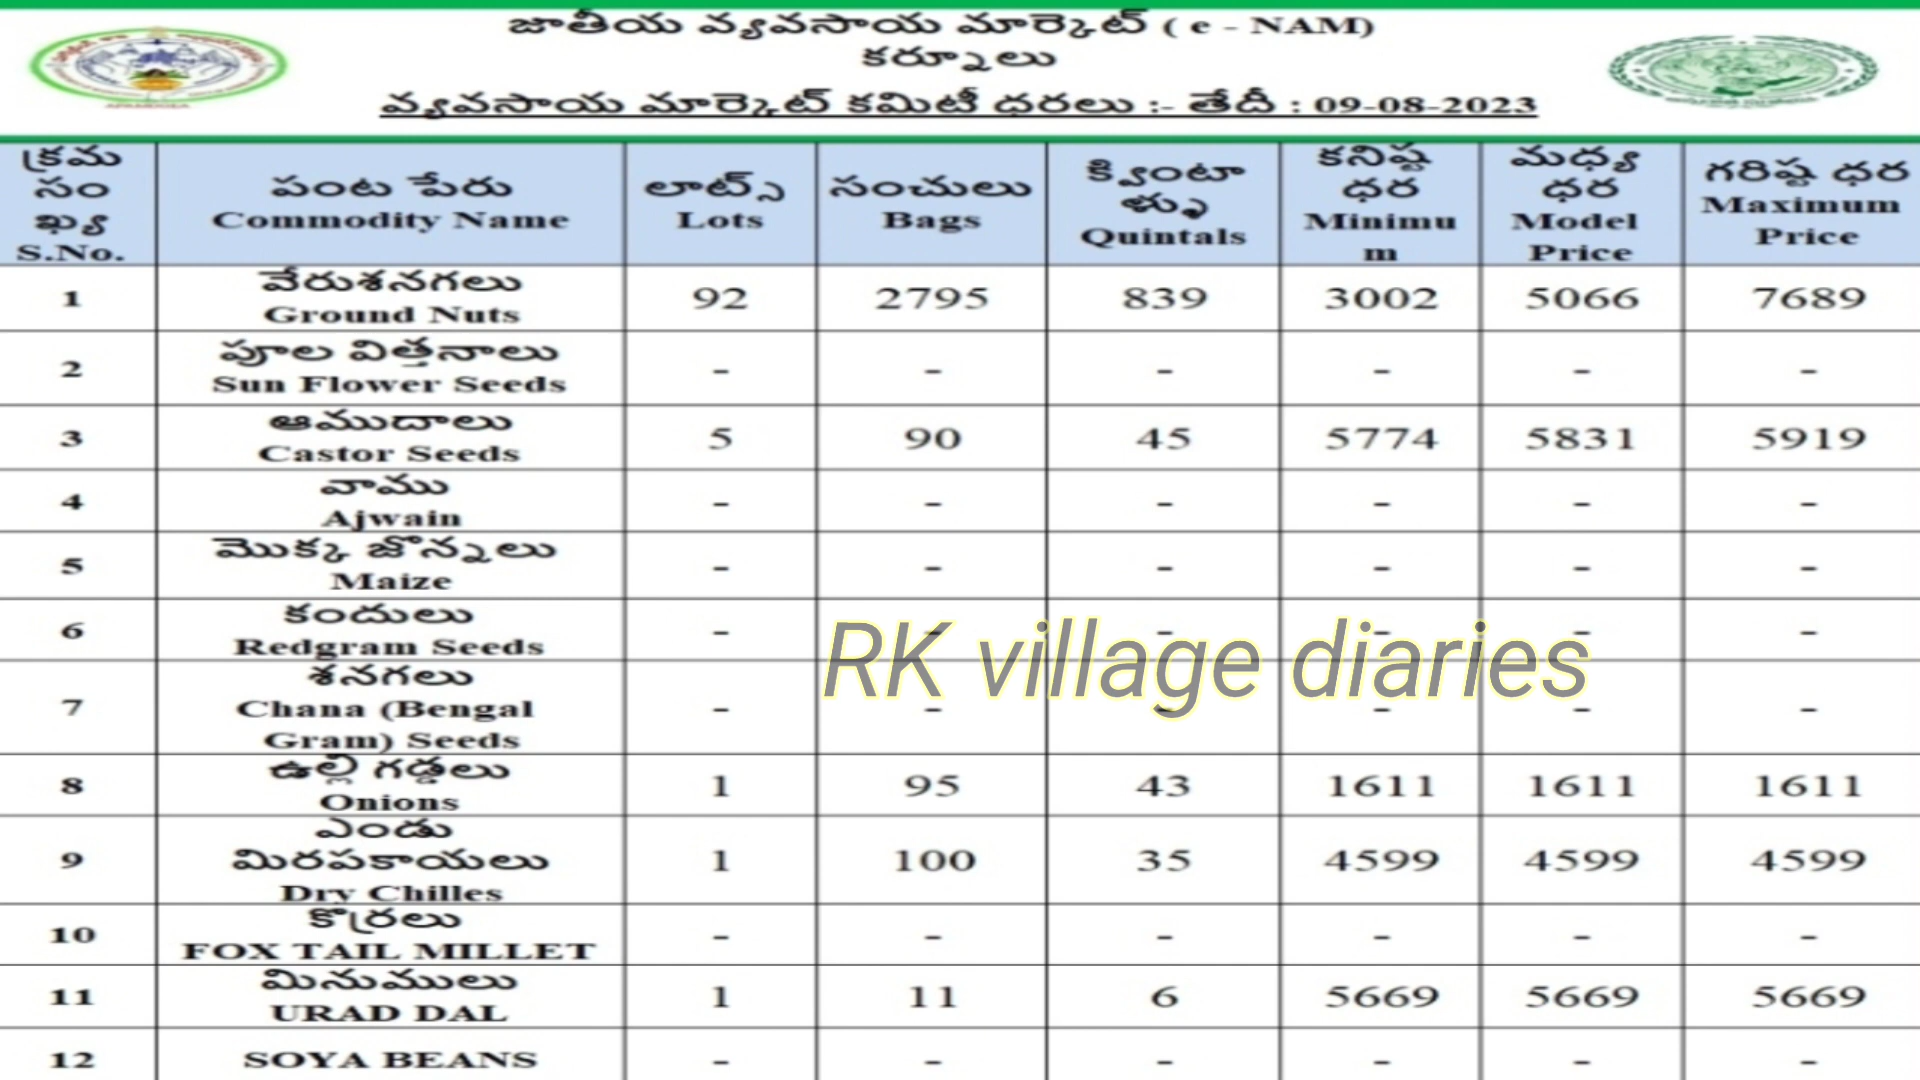 జాతీయ వ్యవసాయ మార్కెట్ ( e - NAM)
కర్నూలు
వ్యవసాయ మార్కెట్ కమిటీ ధరలు :- తేదీ : 09-08-2023
క్రమ
సం
ఖ్య
S.No.
పంట పేరు
Commodity Name
లాట్స్
Lots
సంచులు
Bags
క్వింటా
ళ్ళు
Quintals
కనిష్ట
ధర
Minimu
m
మధ్య
ధర
Model
Price
గరిష్ట ధర
Maximum
Price
1 వేరుశనగలు
Ground Nuts 92 2795 839 3002 5066 7689
2 పూల విత్తనాలు
Sun Flower Seeds - - - - - -
3 ఆముదాలు
Castor Seeds 5 90 45 5774 5831 5919
4 వాము
Ajwain - - - - - -
5 మొక్క జొన్నలు
Maize - - - - - -
6 కందులు
Redgram Seeds - - - - - -
RK village diaries
7 శనగలు
Chana (Bengal
Gram) Seeds - - - - - -
8 ఉల్లి గడ్డలు
Onions 1 95 43 1611 1611 1611
9 ఎండు
మిరపకాయలు
Dry Chilles 1 100 35 4599 4599 4599
10 కొర్రలు
FOX TAIL MILLET - - - - - -
11 మినుములు
URAD DAL 1 11 6 5669 5669 5669
12 SOYA BEANS - - - - - -